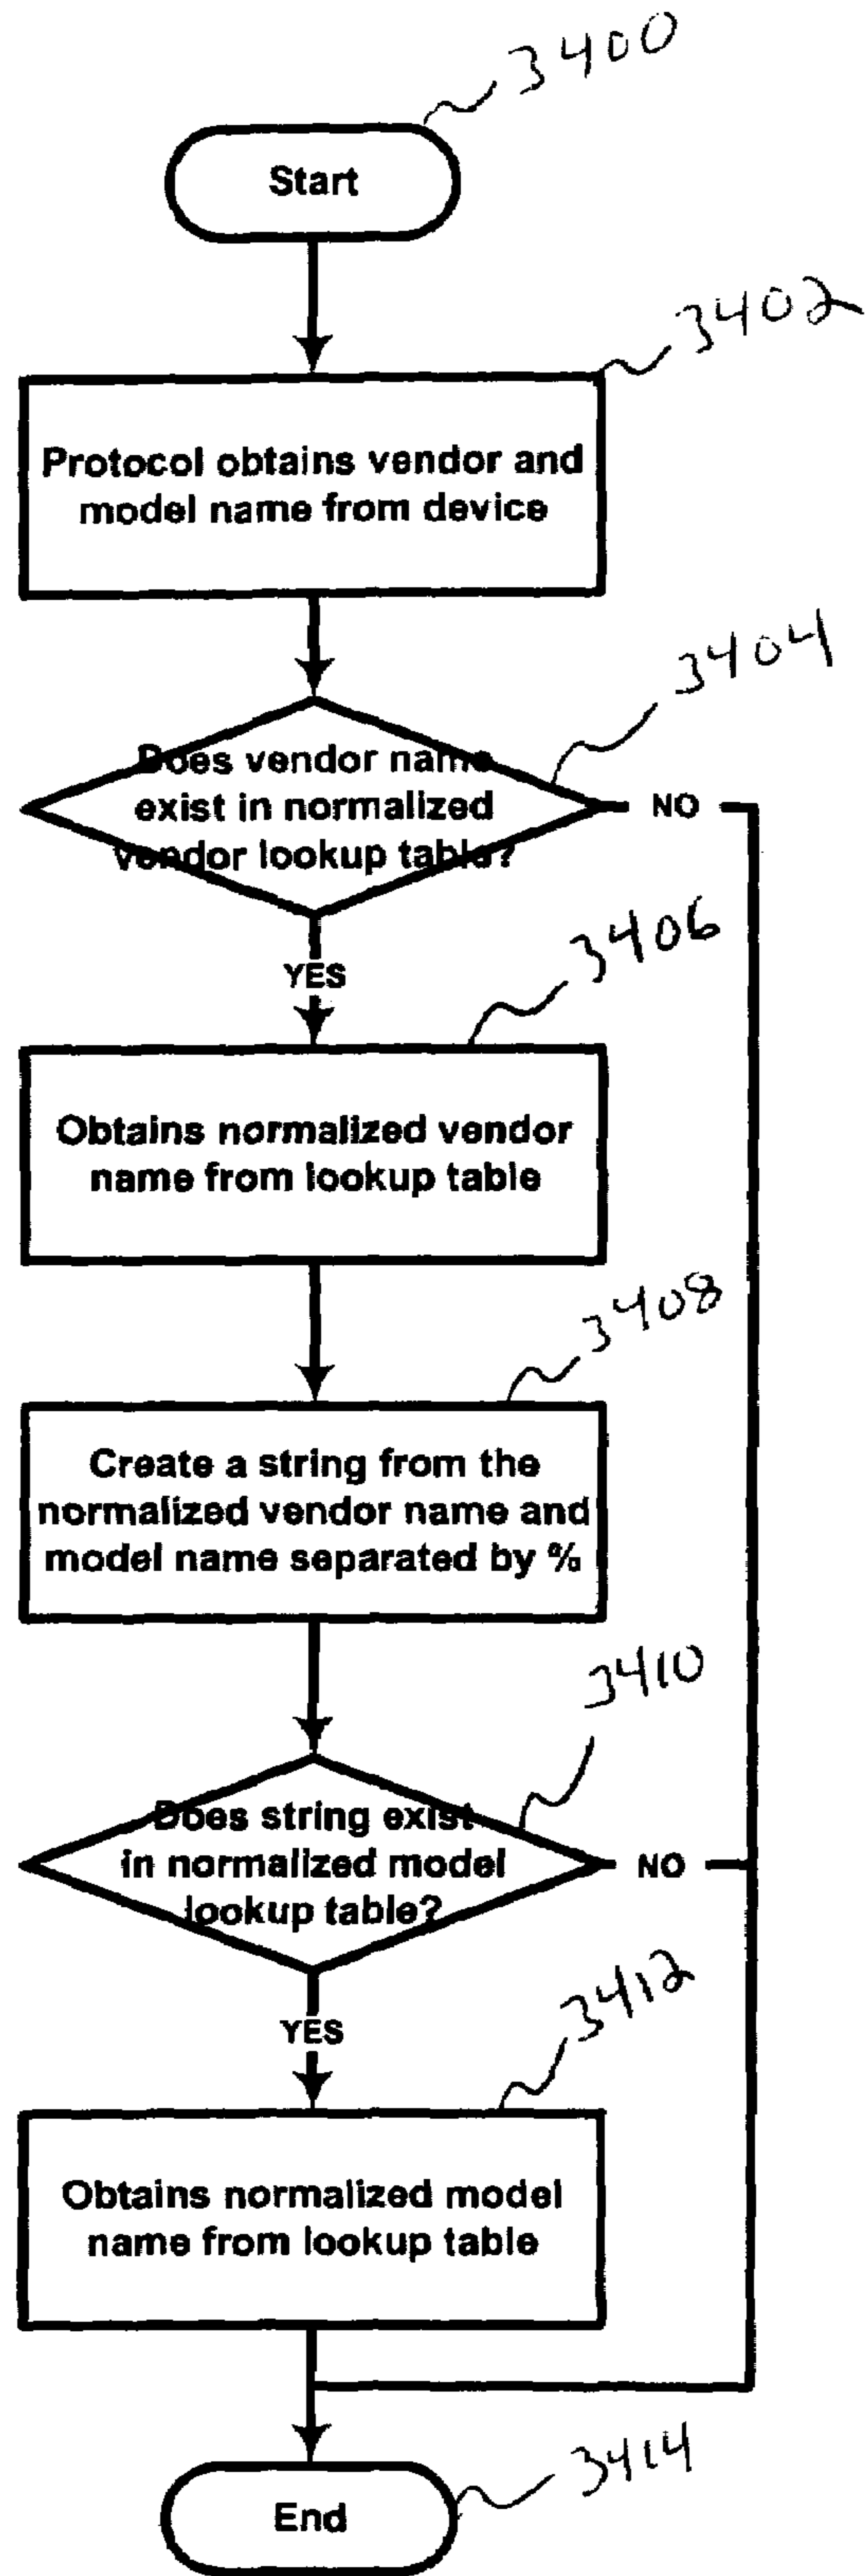 3400
Start
3402
Protocol obtains vendor and
model name from device
3404
Does vendor name
exist in normalized
vendor lookup table?
NO
YES
3406
Obtains normalized vendor
name from lookup table
3408
Create a string from the
normalized vendor name and
model name separated by %
3410
Does string exist
in normalized model
lookup table?
NO
YES
3412
Obtains normalized model
name from lookup table
3414
End